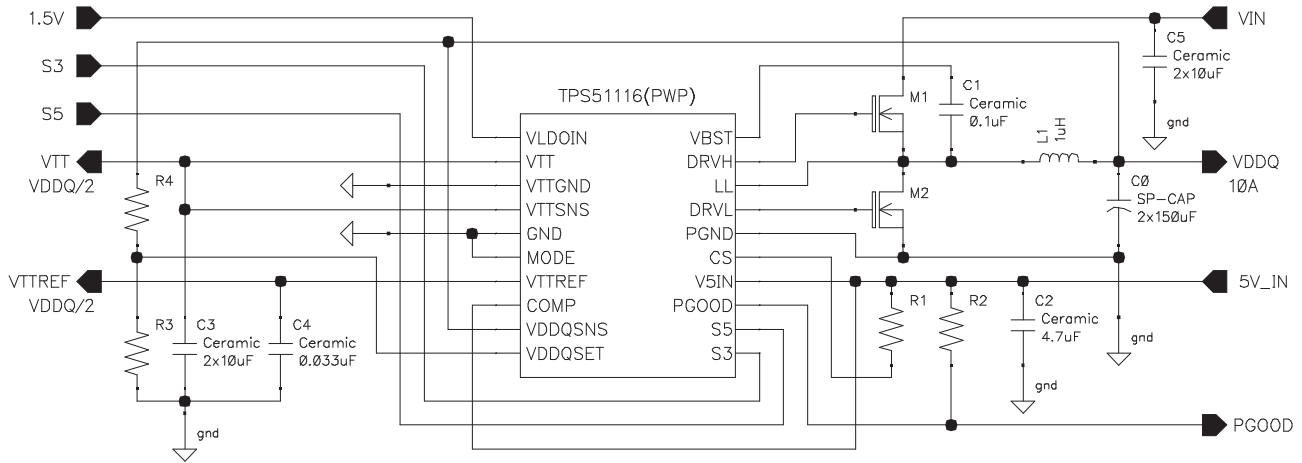 1.5V
VIN
S3
C5
Ceramic
2x10uF
gnd
S5
TPS51116(PWP)
M1
C1
Ceramic
0.1uF
L1
1uH
VLDOIN
VTT
VTTGND
VTTSNS
GND
MODE
VTTREF
COMP
VDDQSNS
VDDQSET
VBST
DRVH
LL
DRVL
PGND
CS
V5IN
PGOOD
S5
S3
VTT
VDDQ/2
R4
M2
VDDQ
10A
CØ
SP-CAP
2x150uF
VTTREF
VDDQ/2
5V_IN
R3
C3
Ceramic
2x10uF
C4
Ceramic
0.033uF
R1
R2
C2
Ceramic
4.7uF
gnd
gnd
gnd
PGOOD